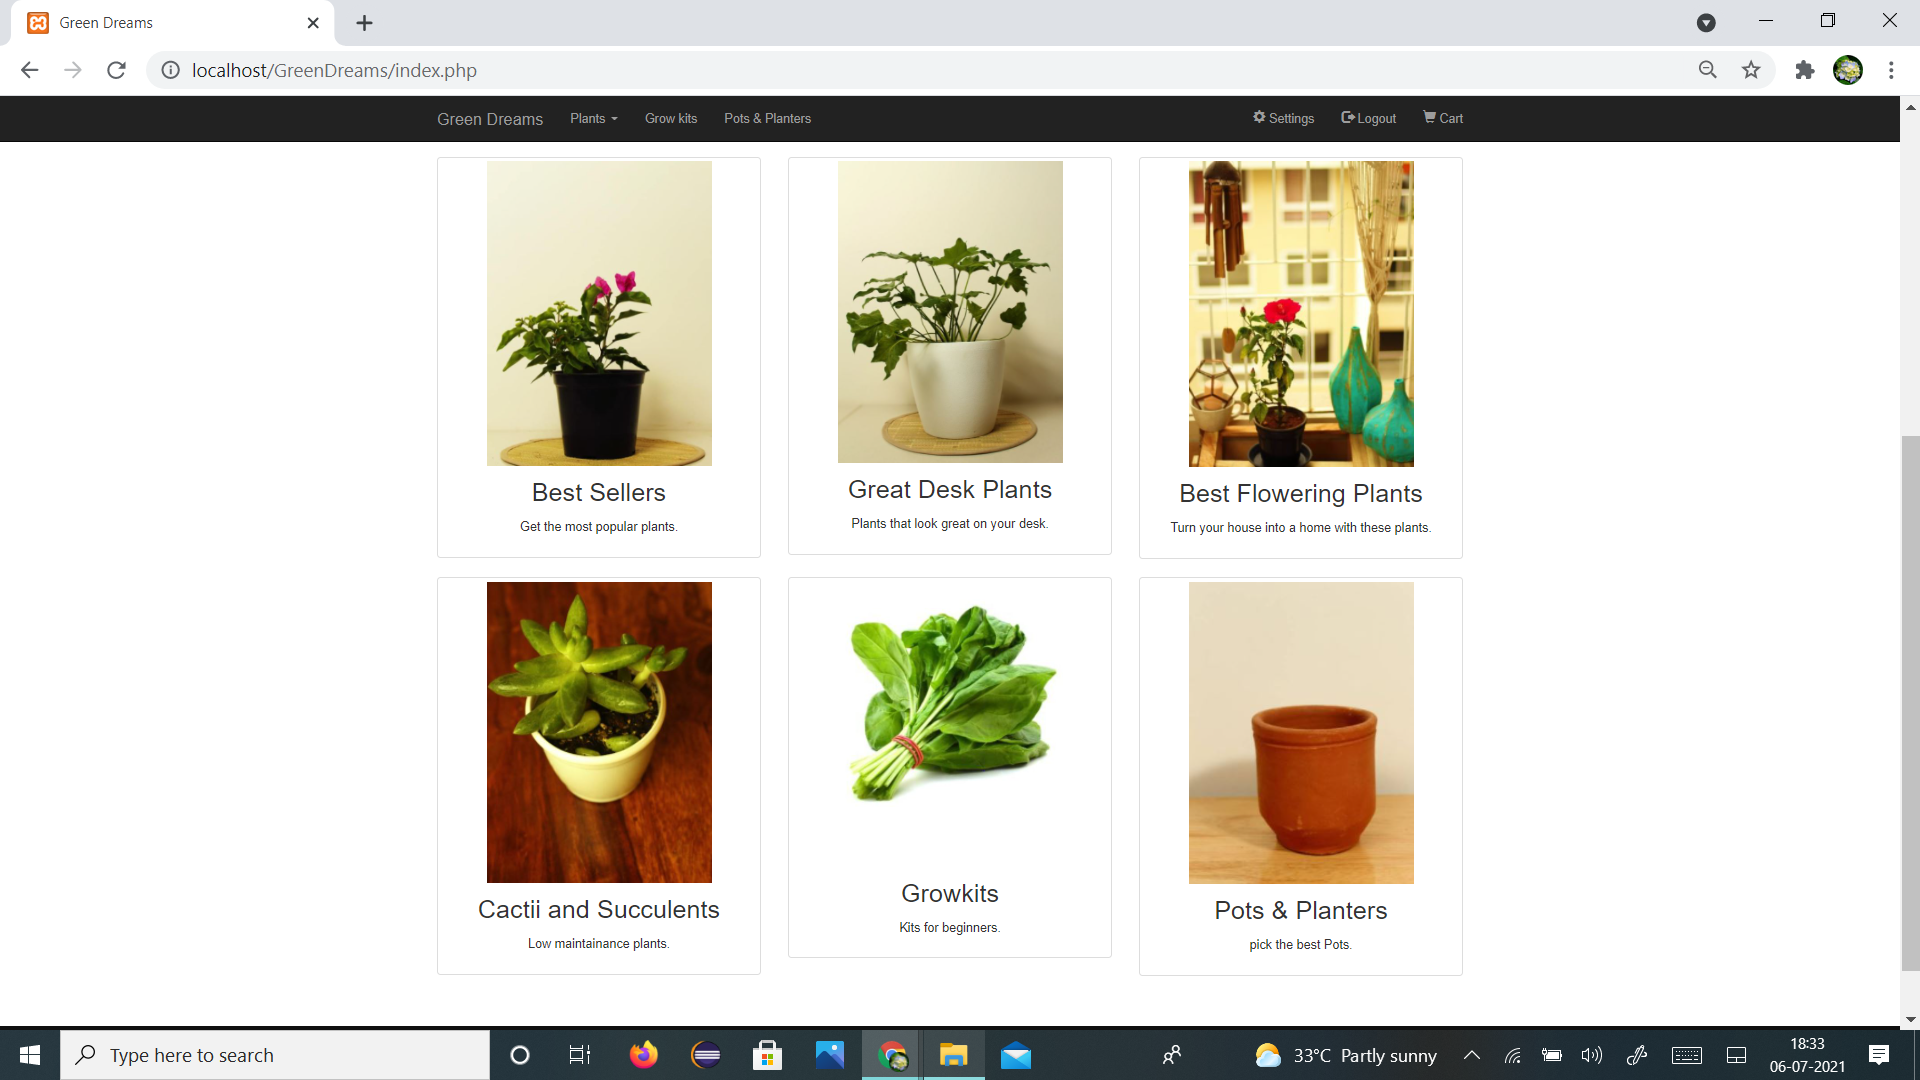 Green Dreams
localhost/GreenDreams/index.php
Green Dreams Plants Grow kits Pots & Planters Settings Logout Cart
Best Sellers
Get the most popular plants.
Great Desk Plants
Plants that look great on your desk.
Best Flowering Plants
Turn your house into a home with these plants.
Cactii and Succulents
Low maintainance plants.
Growkits
Kits for beginners.
Pots & Planters
pick the best Pots.
Type here to search
33°C Partly sunny
18:33
06-07-2021